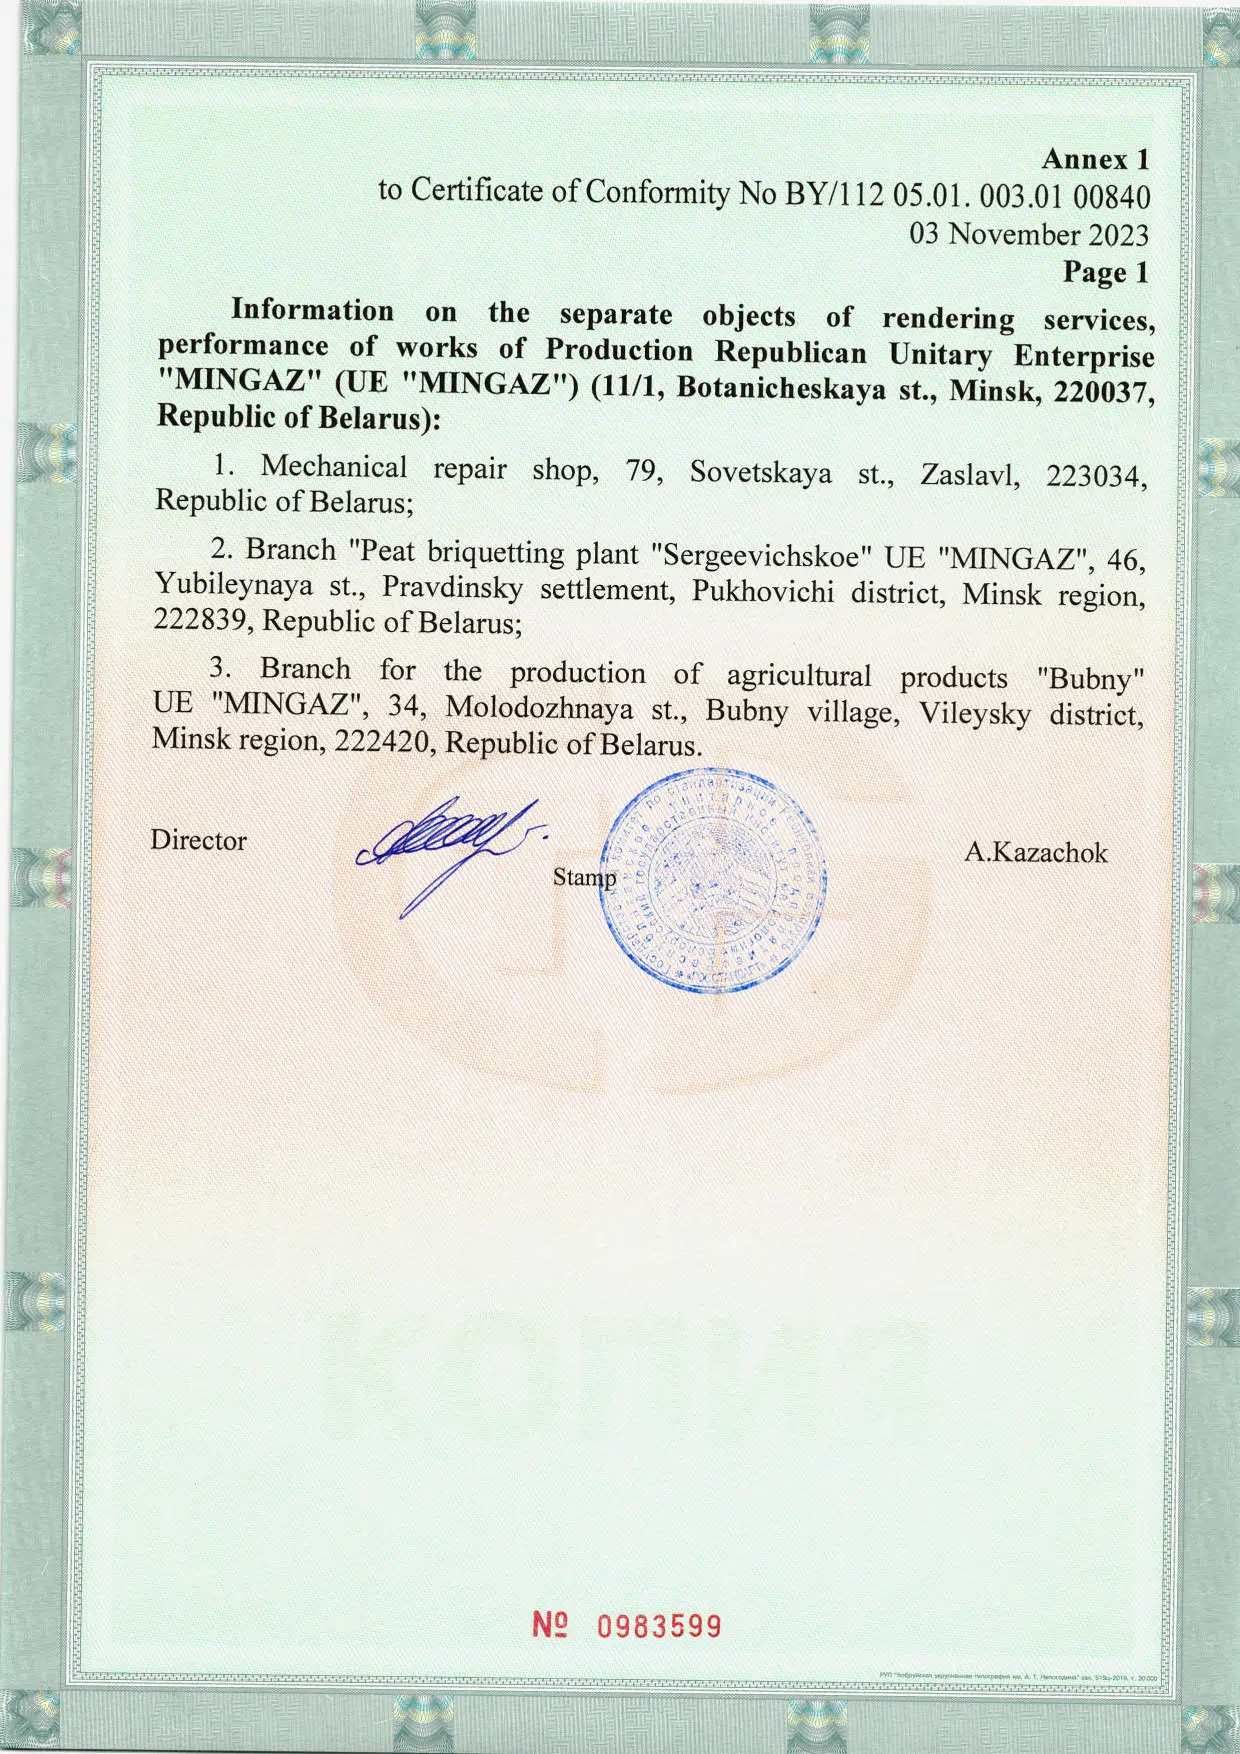 Annex 1
to Certificate of Conformity No BY/112 05.01. 003.01 00840
03 November 2023
Page 1
Information on the separate objects of rendering services,
performance of works of Production Republican Unitary Enterprise
"MINGAZ" (UE "MINGAZ") (11/1, Botanicheskaya st., Minsk, 220037,
Republic of Belarus):
1. Mechanical repair shop, 79, Sovetskaya st., Zaslavl, 223034,
Republic of Belarus;
2. Branch "Peat briquetting plant "Sergeevichskoe" UE "MINGAZ", 46,
Yubileynaya st., Pravdinsky settlement, Pukhovichi district, Minsk region,
222839, Republic of Belarus;
3. Branch for the production of agricultural products "Bubny"
UE "MINGAZ", 34, Molodozhnaya st., Bubny village, Vileysky district,
Minsk region, 222420, Republic of Belarus.
Director
Stamp
A.Kazachok
№ 0983599